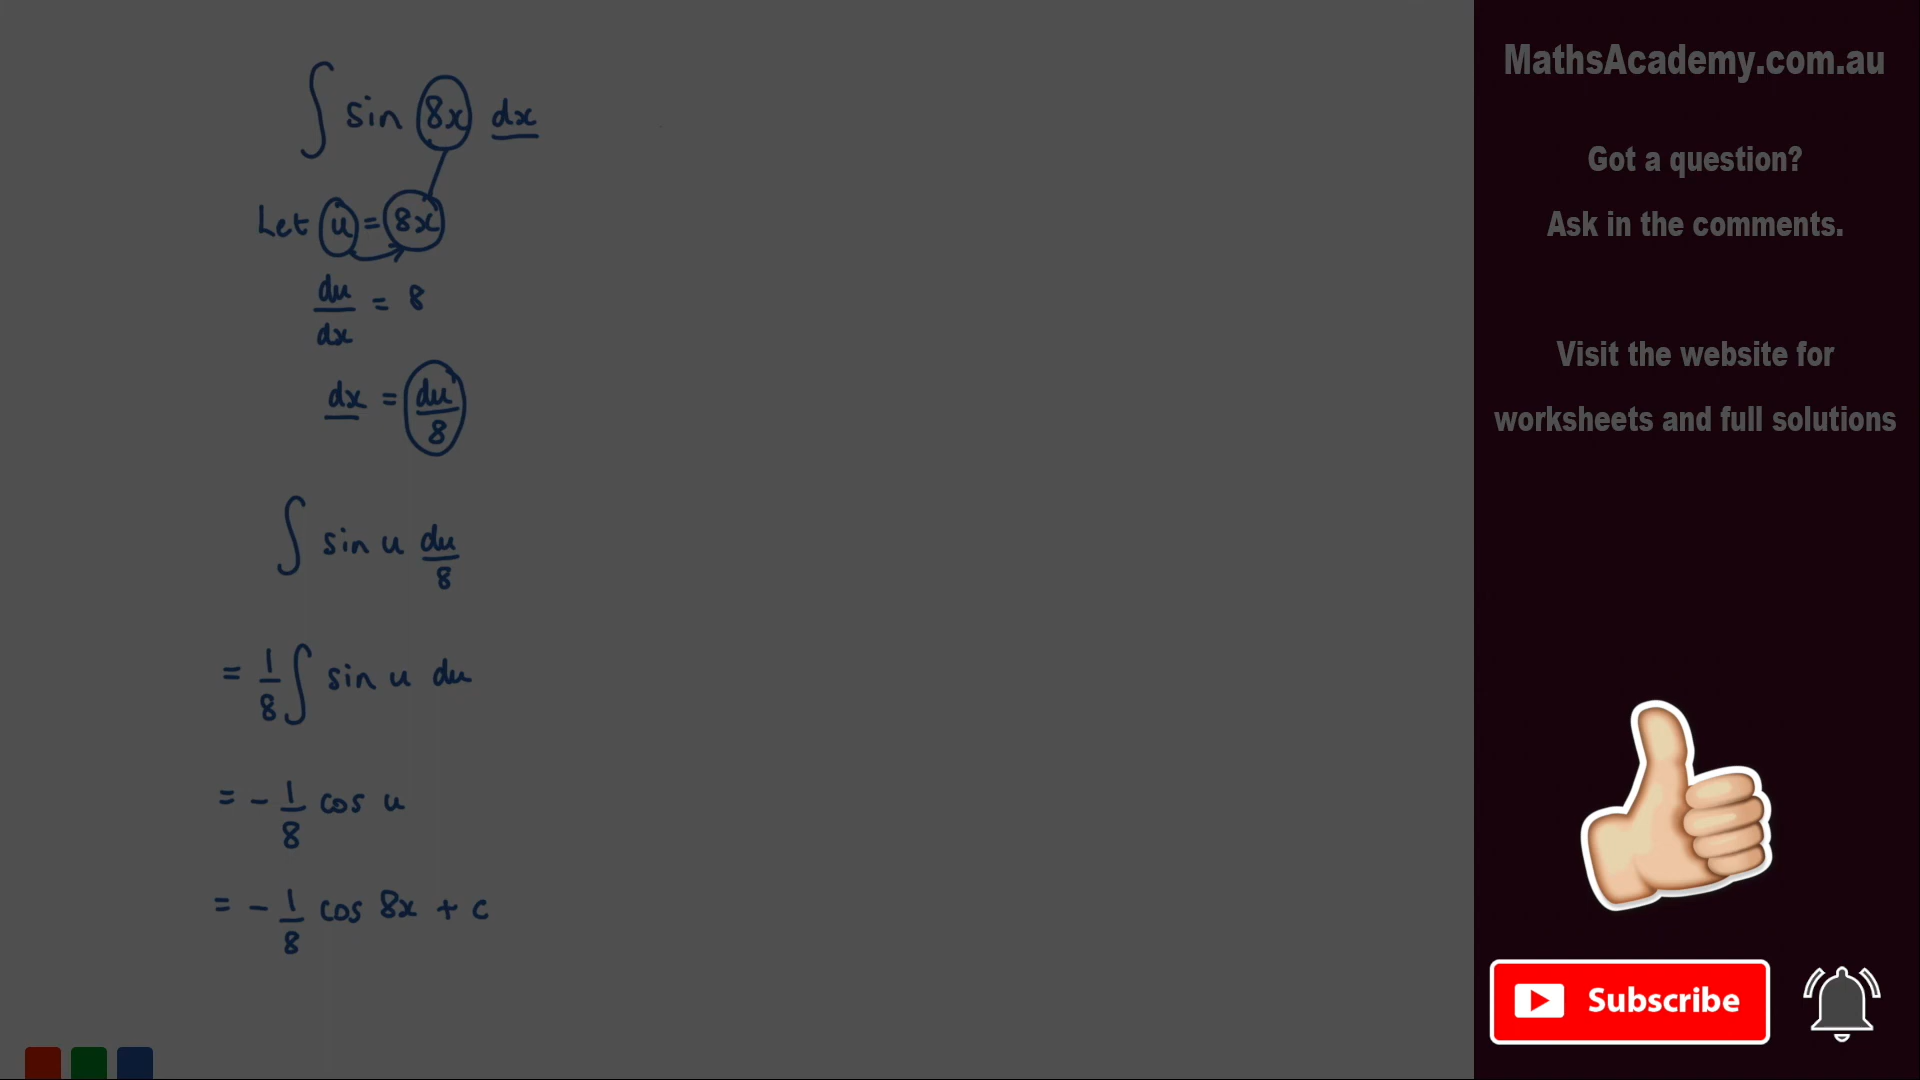 ∫ sin 8x dx
Let u = 8x
du/dx = 8
dx = du/8
∫ sin u du/8
= 1/8 ∫ sin u du
= - 1/8 cos u
= - 1/8 cos 8x + c
MathsAcademy.com.au
Got a question?
Ask in the comments.
Visit the website for
worksheets and full solutions
Subscribe